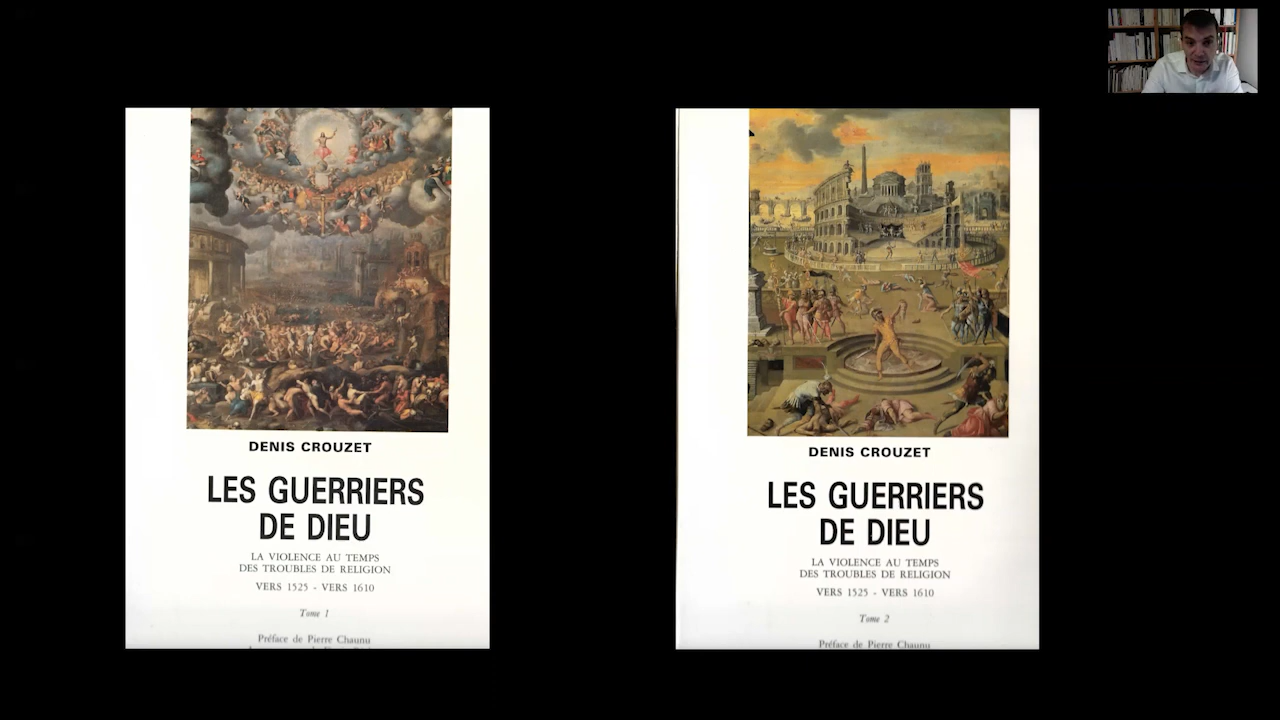 DENIS CROUZET
LES GUERRIERS
DE DIEU
LA VIOLENCE AU TEMPS
DES TROUBLES DE RELIGION
VERS 1525 - VERS 1610
Tome 1
Préface de Pierre Chaunu
DENIS CROUZET
LES GUERRIERS
DE DIEU
LA VIOLENCE AU TEMPS
DES TROUBLES DE RELIGION
VERS 1525 - VERS 1610
Tome 2
Préface de Pierre Chaunu